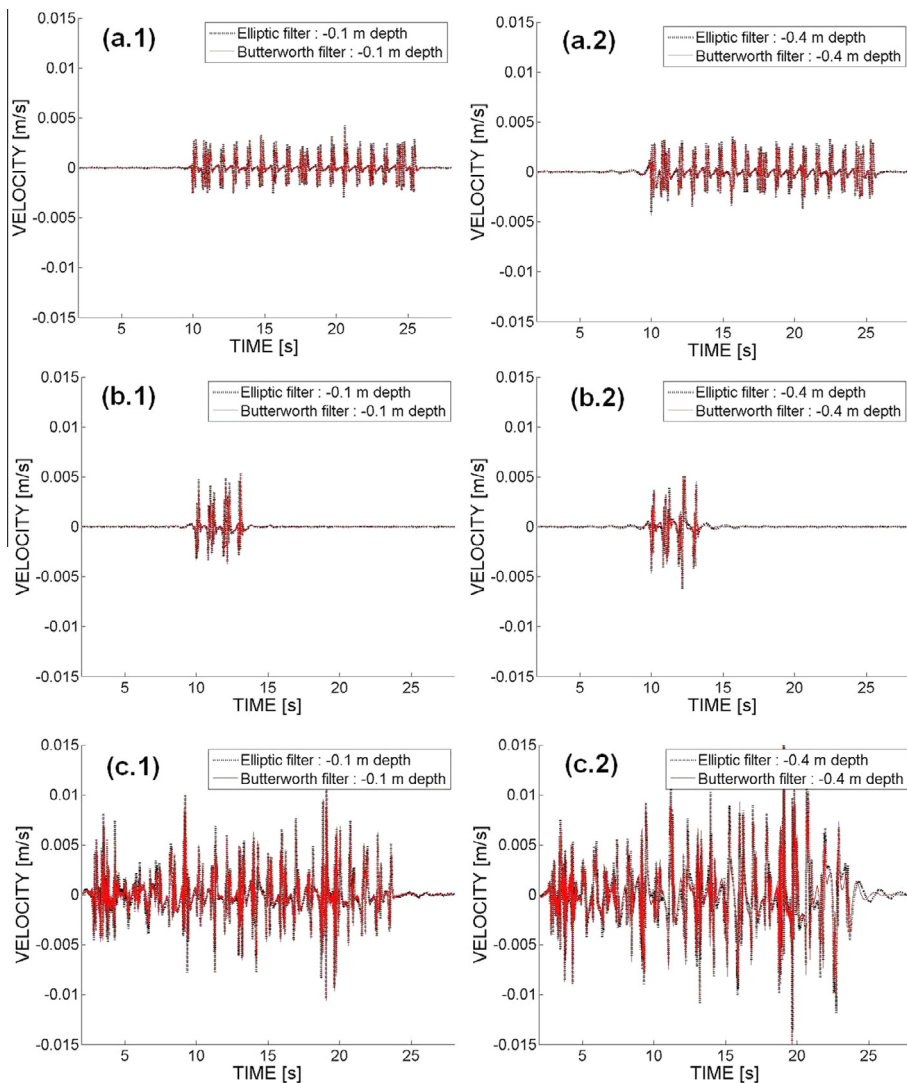 (a.1)
Elliptic filter : -0.1 m depth
Butterworth filter : -0.1 m depth
0.015
0.01
0.005
0
-0.005
-0.01
-0.015
VELOCITY [m/s]
5 10 15 20 25
TIME [s]
(a.2)
Elliptic filter : -0.4 m depth
Butterworth filter : -0.4 m depth
0.015
0.01
0.005
0
-0.005
-0.01
-0.015
VELOCITY [m/s]
5 10 15 20 25
TIME [s]
(b.1)
Elliptic filter : -0.1 m depth
Butterworth filter : -0.1 m depth
0.015
0.01
0.005
0
-0.005
-0.01
-0.015
VELOCITY [m/s]
5 10 15 20 25
TIME [s]
(b.2)
Elliptic filter : -0.4 m depth
Butterworth filter : -0.4 m depth
0.015
0.01
0.005
0
-0.005
-0.01
-0.015
VELOCITY [m/s]
5 10 15 20 25
TIME [s]
(c.1)
Elliptic filter : -0.1 m depth
Butterworth filter : -0.1 m depth
0.015
0.01
0.005
0
-0.005
-0.01
-0.015
VELOCITY [m/s]
5 10 15 20 25
TIME [s]
(c.2)
Elliptic filter : -0.4 m depth
Butterworth filter : -0.4 m depth
0.015
0.01
0.005
0
-0.005
-0.01
-0.015
VELOCITY [m/s]
5 10 15 20 25
TIME [s]